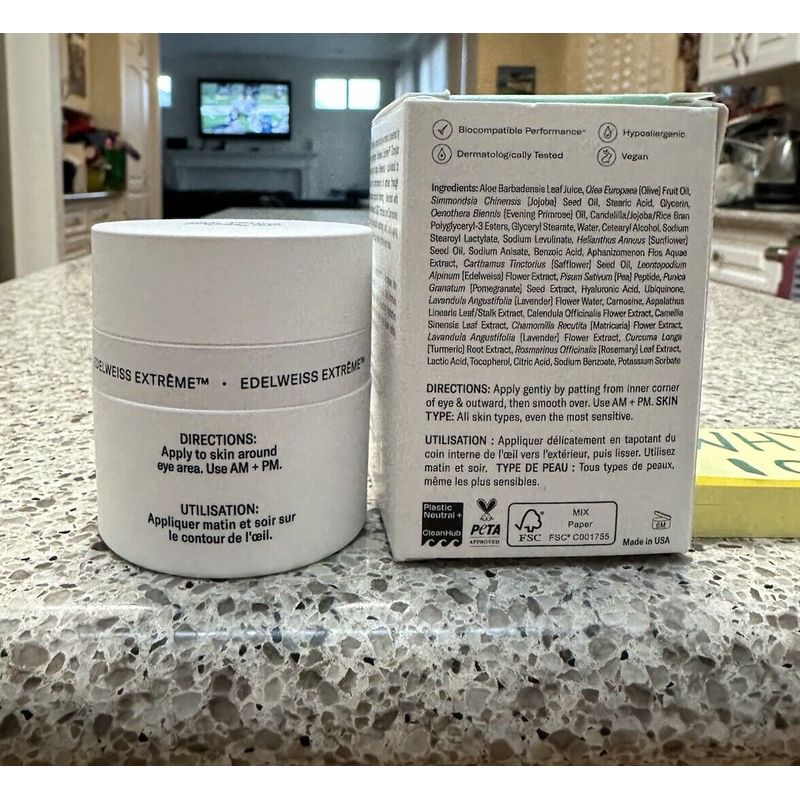 EDELWEISS EXTRÊME™ • EDELWEISS EXTRÊME™
DIRECTIONS:
Apply to skin around
eye area. Use AM + PM.
UTILISATION:
Appliquer matin et soir sur
le contour de l'œil.
Biocompatible Performance™
Hypoallergenic
Dermatologically Tested
Vegan
Ingredients: Aloe Barbadensis Leaf Juice, Olea Europaea [Olive] Fruit Oil,
Simmondsia Chinensis [Jojoba] Seed Oil, Stearic Acid, Glycerin,
Oenothera Biennis [Evening Primrose] Oil, Candelilla/Jojoba/Rice Bran
Polyglyceryl-3 Esters, Glyceryl Stearate, Water, Cetearyl Alcohol, Sodium
Stearoyl Lactylate, Sodium Levulinate, Helianthus Annuus [Sunflower]
Seed Oil, Sodium Anisate, Benzoic Acid, Aphanizomenon Flos Aquae
Extract, Carthamus Tinctorius [Safflower] Seed Oil, Leontopodium
Alpinum [Edelweiss] Flower Extract, Pisum Sativum [Pea] Peptide, Punica
Granatum [Pomegranate] Seed Extract, Hyaluronic Acid, Ubiquinone,
Lavandula Angustifolia [Lavender] Flower Water, Carnosine, Aspalathus
Linearis Leaf/Stalk Extract, Calendula Officinalis Flower Extract, Camellia
Sinensis Leaf Extract, Chamomilla Recutita [Matricaria] Flower Extract,
Lavandula Angustifolia [Lavender] Flower Extract, Curcuma Longa
[Turmeric] Root Extract, Rosmarinus Officinalis [Rosemary] Leaf Extract,
Lactic Acid, Tocopherol, Citric Acid, Sodium Benzoate, Potassium Sorbate
DIRECTIONS: Apply gently by patting from inner corner
of eye & outward, then smooth over. Use AM + PM. SKIN
TYPE: All skin types, even the most sensitive.
UTILISATION : Appliquer délicatement en tapotant du
coin interne de l'œil vers l'extérieur, puis lisser. Utilisez
matin et soir. TYPE DE PEAU : Tous types de peaux,
même les plus sensibles.
Plastic
Neutral +
CleanHub
PETA
APPROVED
FSC
MIX
Paper
FSC® C001755
6M
Made in USA